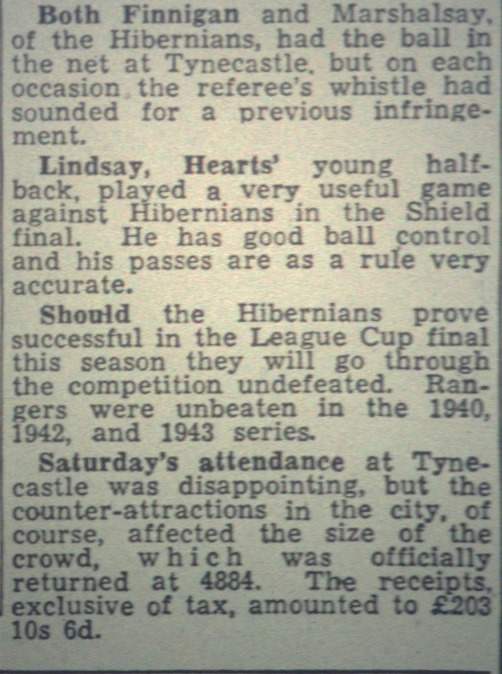 Both Finnigan and Marshalsay,
of the Hibernians, had the ball in
the net at Tynecastle, but on each
occasion the referee's whistle had
sounded for a previous infringe-
ment.
Lindsay, Hearts' young half-
back, played a very useful game
against Hibernians in the Shield
final. He has good ball control
and his passes are as a rule very
accurate.
Should the Hibernians prove
successful in the League Cup final
this season they will go through
the competition undefeated. Ran-
gers were unbeaten in the 1940,
1942, and 1943 series.
Saturday's attendance at Tyne-
castle was disappointing, but the
counter-attractions in the city, of
course, affected the size of the
crowd, which was officially
returned at 4884. The receipts,
exclusive of tax, amounted to £203
10s 6d.